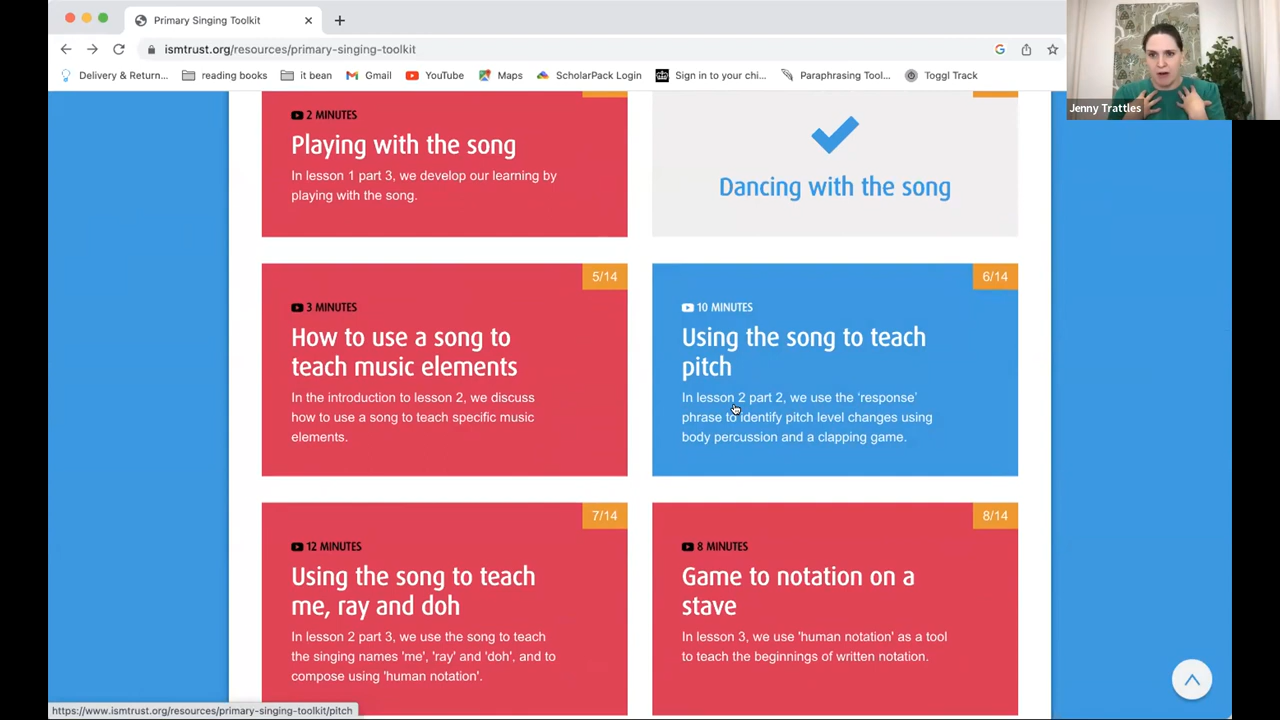 Primary Singing Toolkit
ismtrust.org/resources/primary-singing-toolkit
Delivery & Return... reading books it bean Gmail YouTube Maps ScholarPack Login Sign in to your chi... Paraphrasing Tool... Toggl Track
Jenny Trattles
2 MINUTES
Playing with the song
In lesson 1 part 3, we develop our learning by
playing with the song.
Dancing with the song
5/14
3 MINUTES
How to use a song to
teach music elements
In the introduction to lesson 2, we discuss
how to use a song to teach specific music
elements.
6/14
10 MINUTES
Using the song to teach
pitch
In lesson 2 part 2, we use the ‘response’
phrase to identify pitch level changes using
body percussion and a clapping game.
7/14
12 MINUTES
Using the song to teach
me, ray and doh
In lesson 2 part 3, we use the song to teach
the singing names 'me', 'ray' and 'doh', and to
compose using 'human notation'.
8/14
8 MINUTES
Game to notation on a
stave
In lesson 3, we use 'human notation' as a tool
to teach the beginnings of written notation.
https://www.ismtrust.org/resources/primary-singing-toolkit/pitch